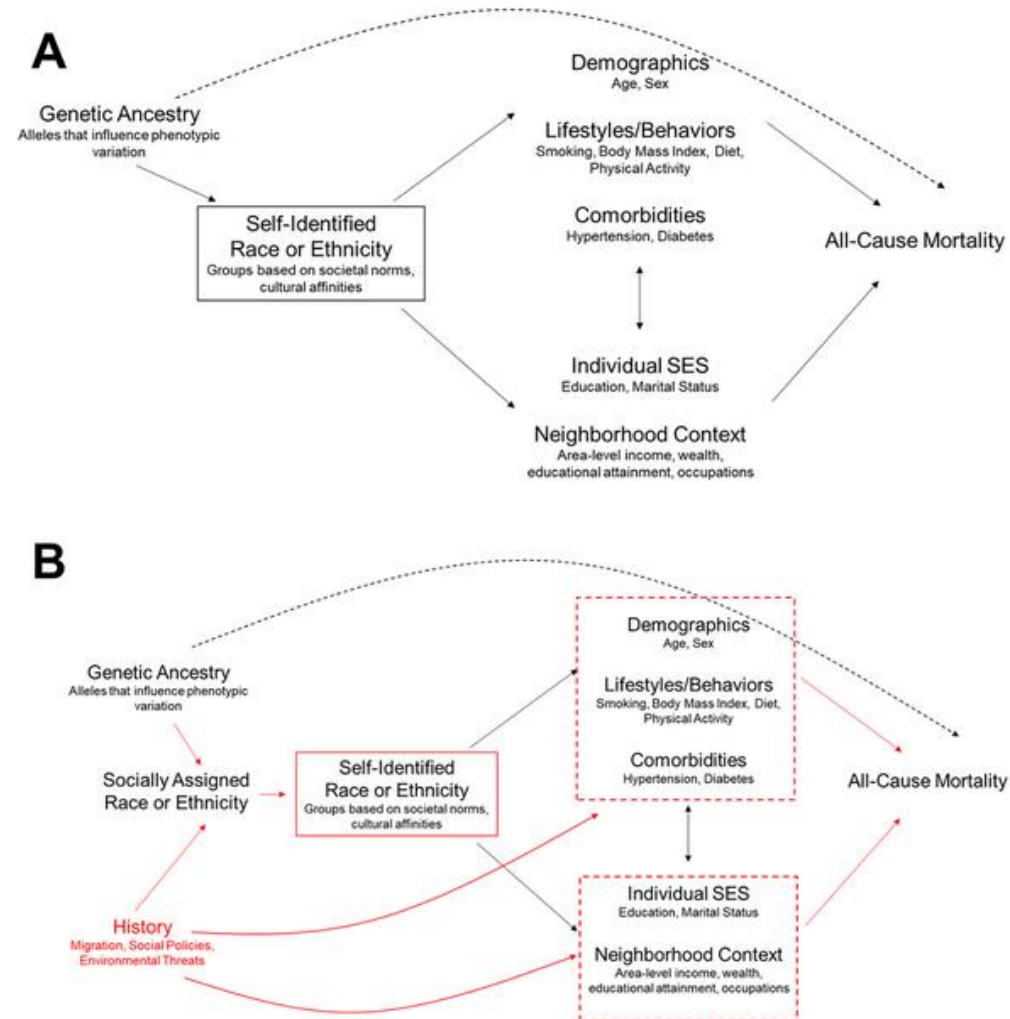 A
Genetic Ancestry
Alleles that influence phenotypic
variation
Self-Identified
Race or Ethnicity
Groups based on societal norms,
cultural affinities
Demographics
Age, Sex
Lifestyles/Behaviors
Smoking, Body Mass Index, Diet,
Physical Activity
Comorbidities
Hypertension, Diabetes
Individual SES
Education, Marital Status
Neighborhood Context
Area-level income, wealth,
educational attainment, occupations
All-Cause Mortality
B
Genetic Ancestry
Alleles that influence phenotypic
variation
Socially Assigned
Race or Ethnicity
History
Migration, Social Policies,
Environmental Threats
Self-Identified
Race or Ethnicity
Groups based on societal norms,
cultural affinities
Demographics
Age, Sex
Lifestyles/Behaviors
Smoking, Body Mass Index, Diet,
Physical Activity
Comorbidities
Hypertension, Diabetes
Individual SES
Education, Marital Status
Neighborhood Context
Area-level income, wealth,
educational attainment, occupations
All-Cause Mortality